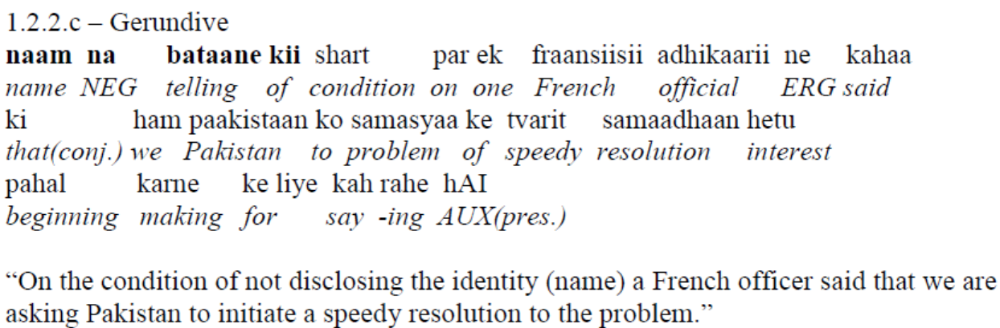 1.2.2.c – Gerundive
naam na bataane kii shart par ek fraansiisii adhikaarii ne kahaa
name NEG telling of condition on one French official ERG said
ki ham paakistaan ko samasyaa ke tvarit samaadhaan hetu
that(conj.) we Pakistan to problem of speedy resolution interest
pahal karne ke liye kah rahe hAI
beginning making for say -ing AUX(pres.)
“On the condition of not disclosing the identity (name) a French officer said that we are
asking Pakistan to initiate a speedy resolution to the problem.”